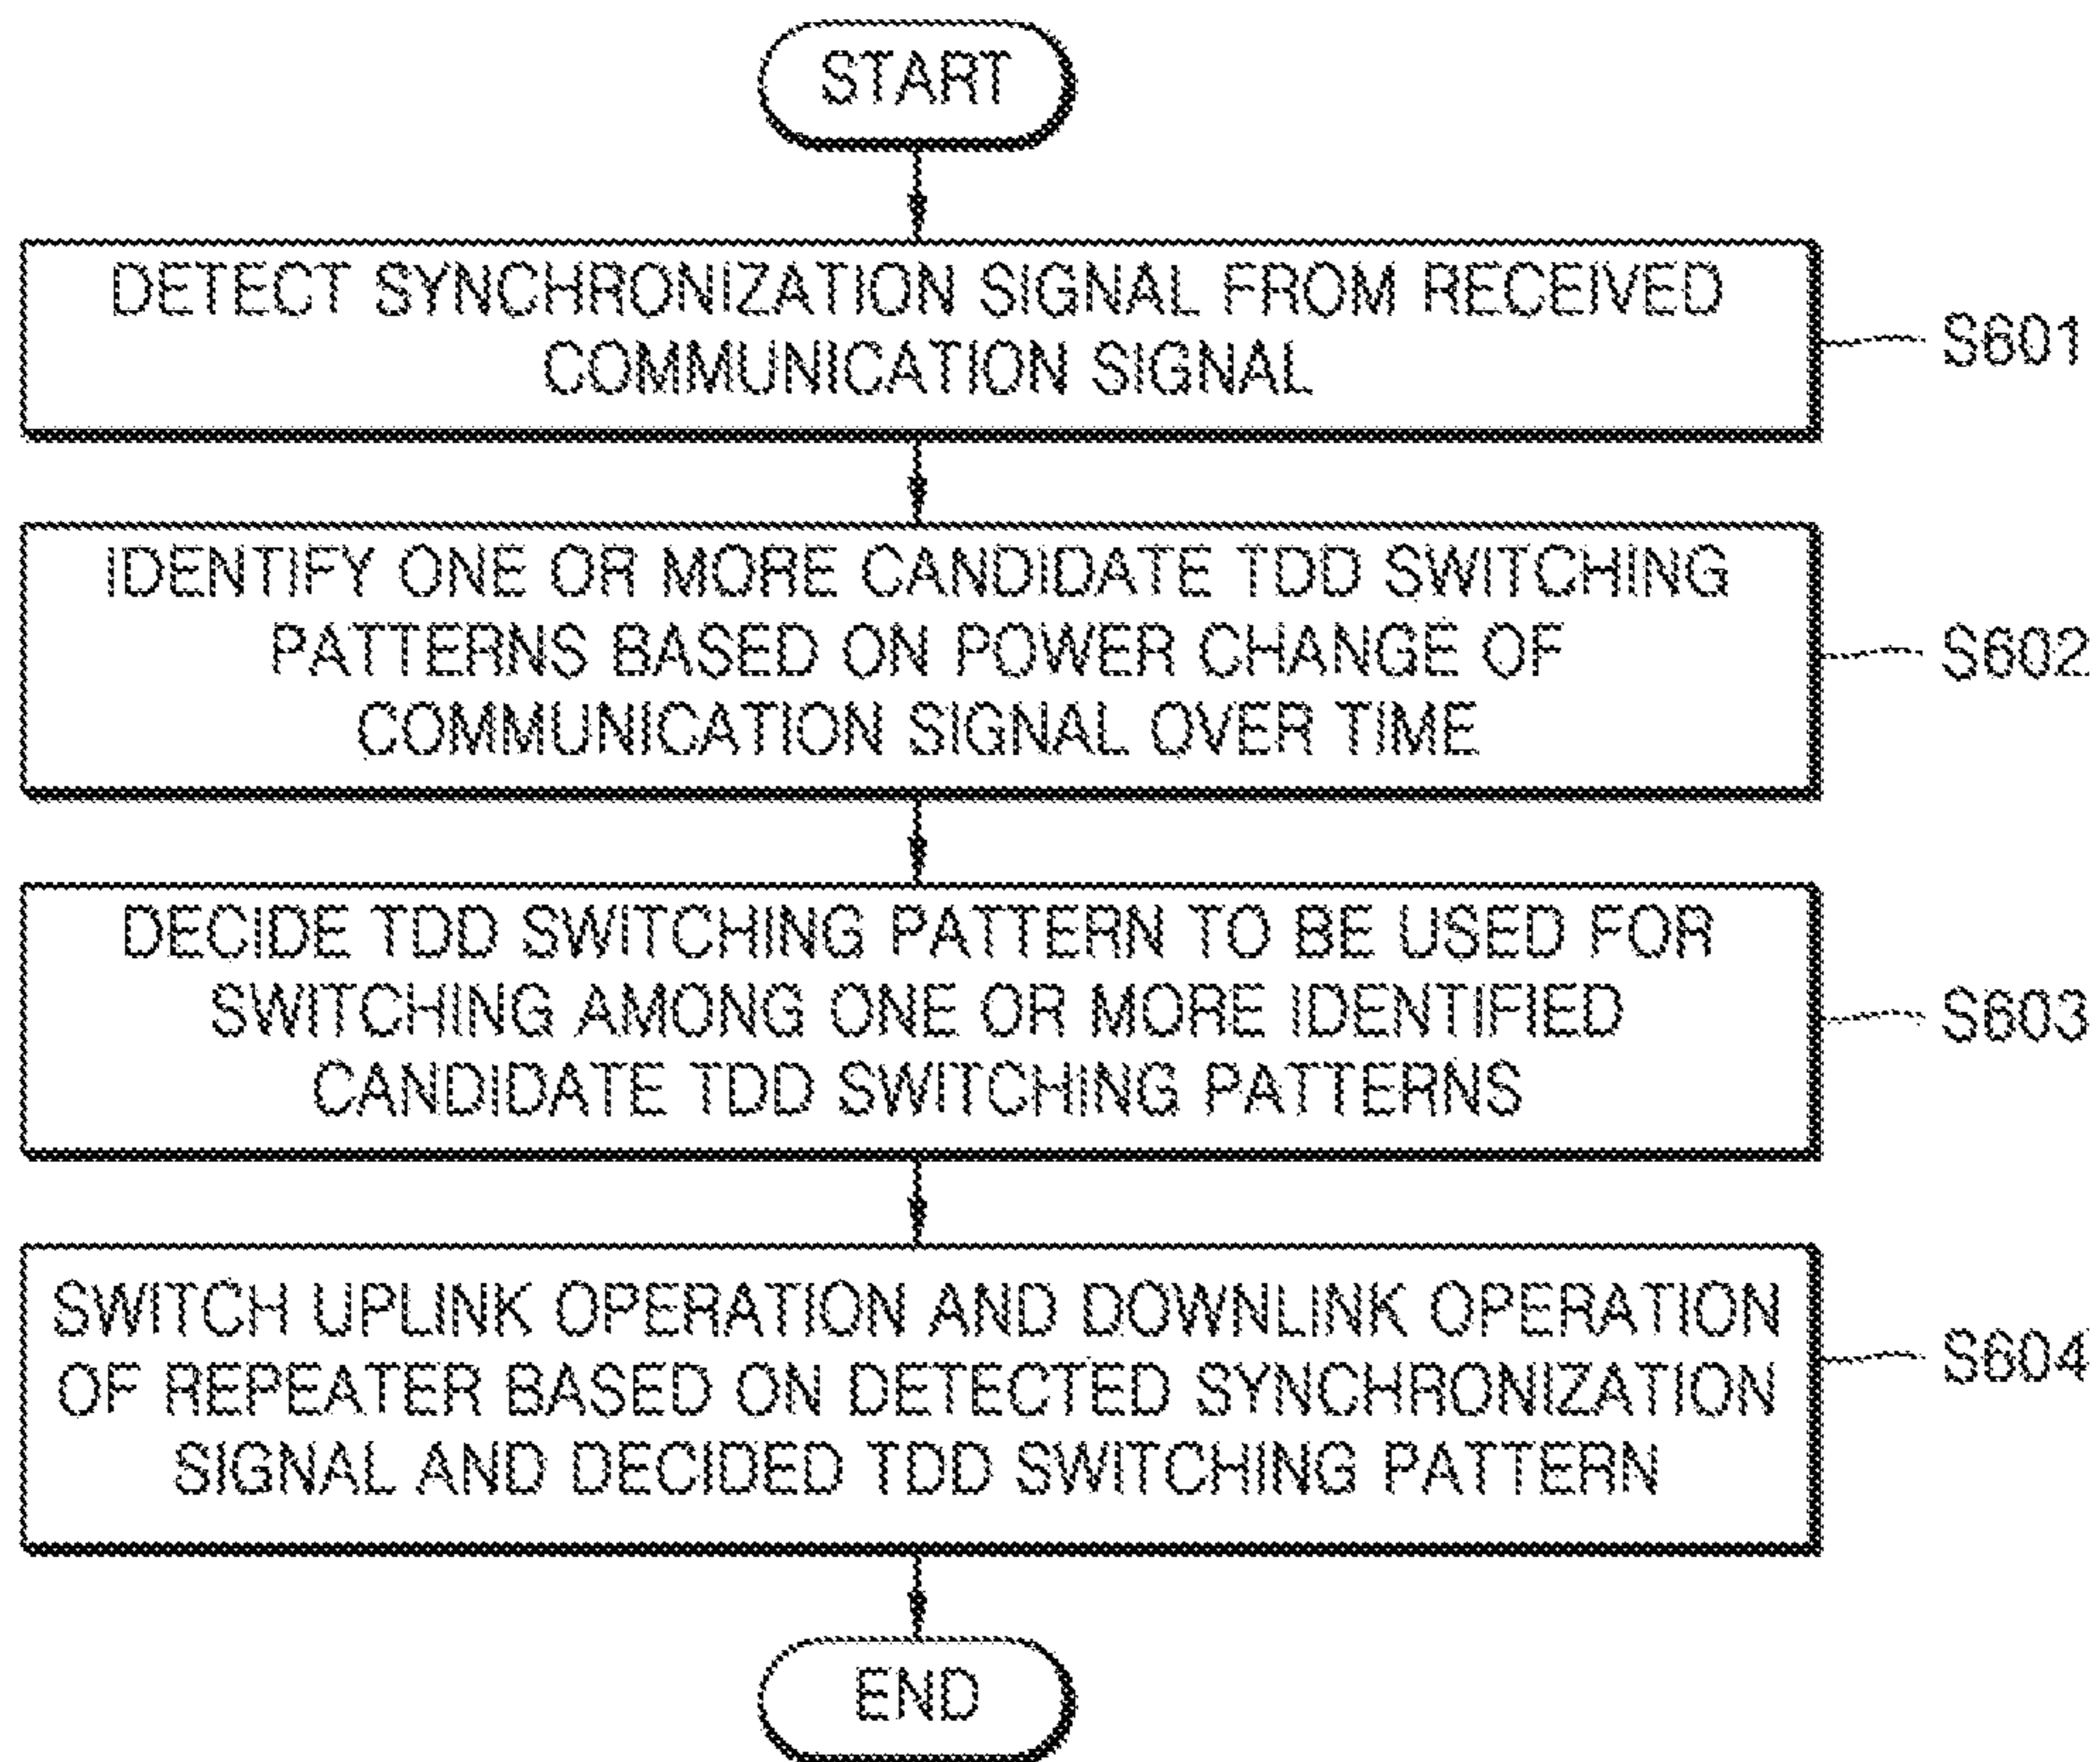 START
DETECT SYNCHRONIZATION SIGNAL FROM RECEIVED
COMMUNICATION SIGNAL
S601
IDENTIFY ONE OR MORE CANDIDATE TDD SWITCHING
PATTERNS BASED ON POWER CHANGE OF
COMMUNICATION SIGNAL OVER TIME
S602
DECIDE TDD SWITCHING PATTERN TO BE USED FOR
SWITCHING AMONG ONE OR MORE IDENTIFIED
CANDIDATE TDD SWITCHING PATTERNS
S603
SWITCH UPLINK OPERATION AND DOWNLINK OPERATION
OF REPEATER BASED ON DETECTED SYNCHRONIZATION
SIGNAL AND DECIDED TDD SWITCHING PATTERN
S604
END